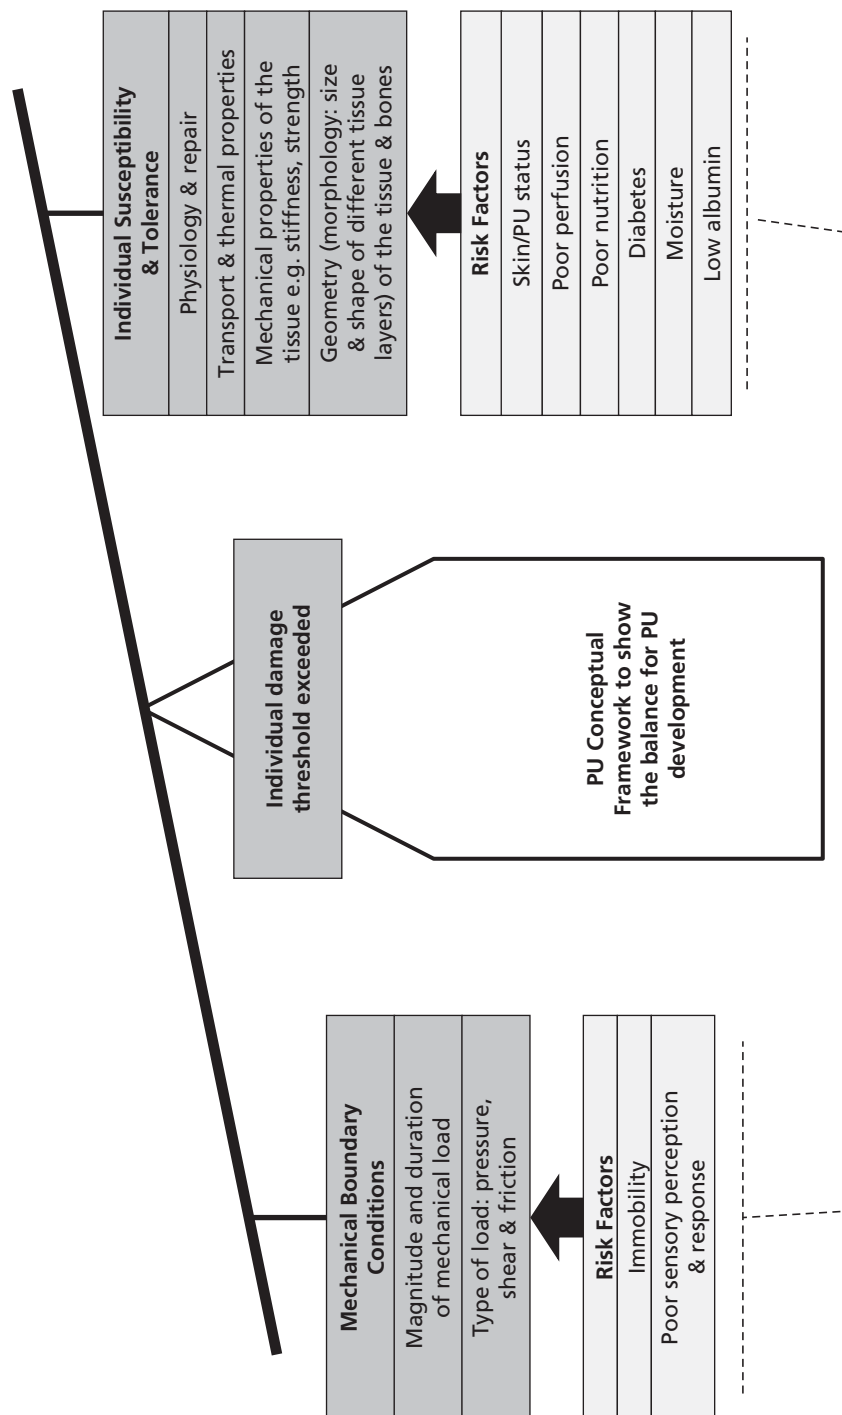 Mechanical Boundary
Conditions
Magnitude and duration
of mechanical load
Type of load: pressure,
shear & friction
Risk Factors
Immobility
Poor sensory perception
& response
Individual damage
threshold exceeded
PU Conceptual
Framework to show
the balance for PU
development
Individual Susceptibility
& Tolerance
Physiology & repair
Transport & thermal properties
Mechanical properties of the
tissue e.g. stiffness, strength
Geometry (morphology: size
& shape of different tissue
layers) of the tissue & bones
Risk Factors
Skin/PU status
Poor perfusion
Poor nutrition
Diabetes
Moisture
Low albumin